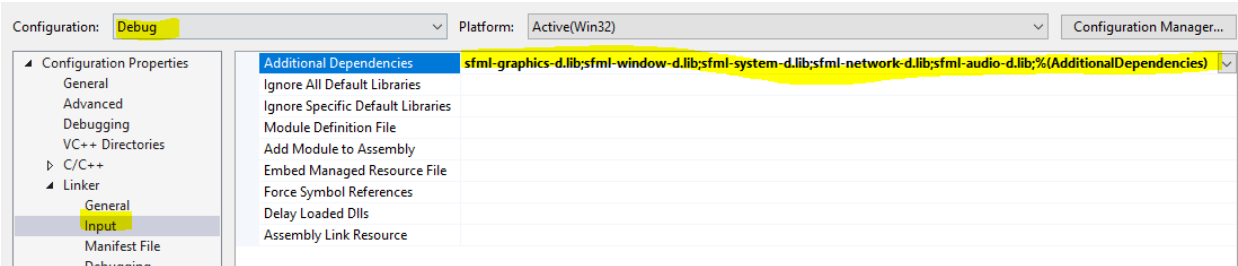 Configuration: Debug Platform: Active(Win32) Configuration Manager...
Configuration Properties
General
Advanced
Debugging
VC++ Directories
C/C++
Linker
General
Input
Manifest File
Debugging
Additional Dependencies sfml-graphics-d.lib;sfml-window-d.lib;sfml-system-d.lib;sfml-network-d.lib;sfml-audio-d.lib;%(AdditionalDependencies)
Ignore All Default Libraries
Ignore Specific Default Libraries
Module Definition File
Add Module to Assembly
Embed Managed Resource File
Force Symbol References
Delay Loaded Dlls
Assembly Link Resource